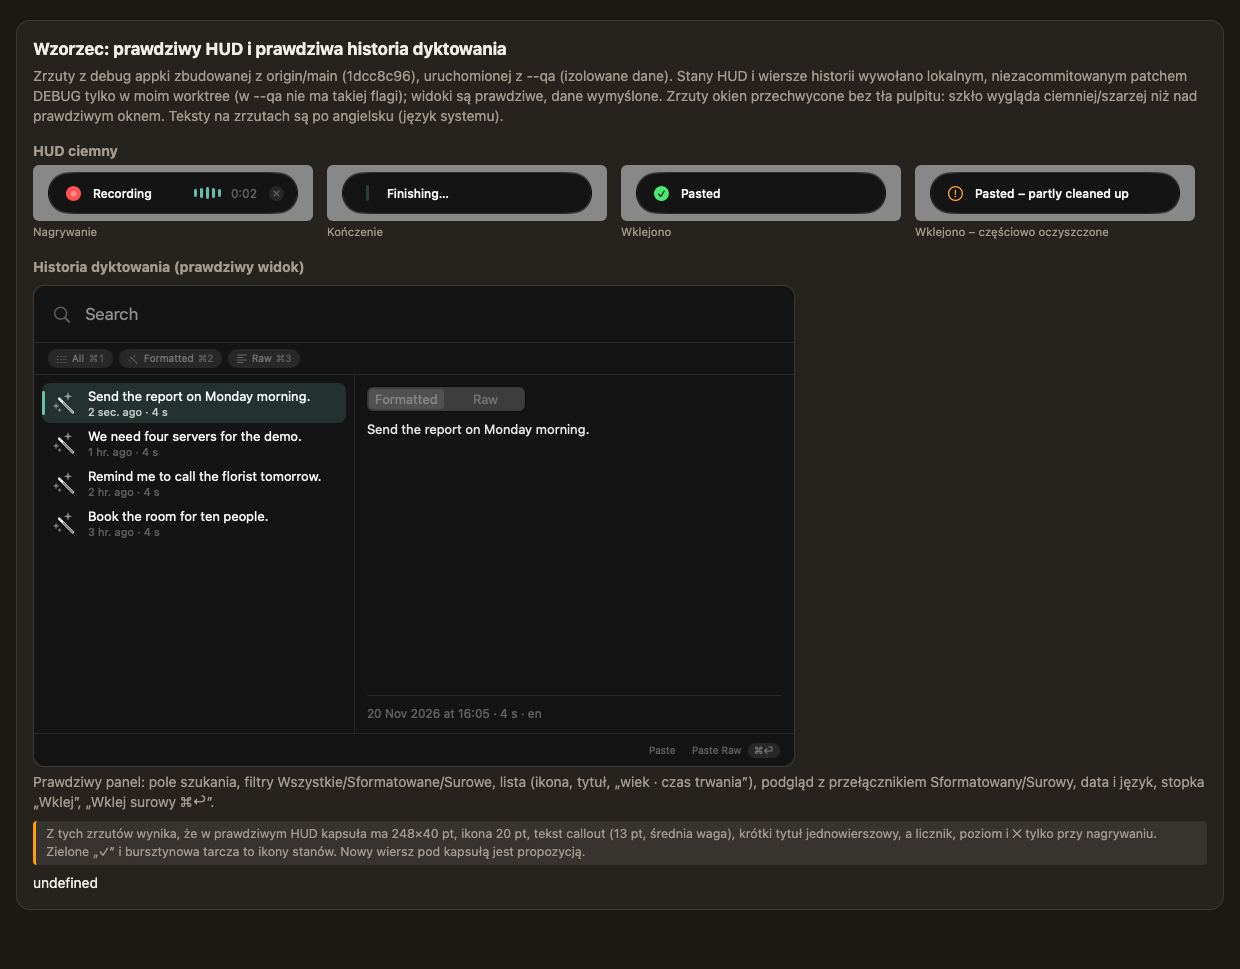 Wzorzec: prawdziwy HUD i prawdziwa historia dyktowania
Zrzuty z debug appki zbudowanej z origin/main (1dcc8c96), uruchomionej z --qa (izolowane dane). Stany HUD i wiersze historii wywołano lokalnym, niezacommitowanym patchem
DEBUG tylko w moim worktree (w --qa nie ma takiej flagi); widoki są prawdziwe, dane wymyślone. Zrzuty okien przechwycone bez tła pulpitu: szkło wygląda ciemniej/szarzej niż nad
prawdziwym oknem. Teksty na zrzutach są po angielsku (język systemu).
HUD ciemny
Recording 0:02
Finishing...
Pasted
Pasted – partly cleaned up
Nagrywanie
Kończenie
Wklejono
Wklejono – częściowo oczyszczone
Historia dyktowania (prawdziwy widok)
Search
All ⌘1 Formatted ⌘2 Raw ⌘3
Send the report on Monday morning.
2 sec. ago · 4 s
We need four servers for the demo.
1 hr. ago · 4 s
Remind me to call the florist tomorrow.
2 hr. ago · 4 s
Book the room for ten people.
3 hr. ago · 4 s
Formatted Raw
Send the report on Monday morning.
20 Nov 2026 at 16:05 · 4 s · en
Paste Paste Raw ⌘↩
Prawdziwy panel: pole szukania, filtry Wszystkie/Sformatowane/Surowe, lista (ikona, tytuł, „wiek · czas trwania”), podgląd z przełącznikiem Sformatowany/Surowy, data i język, stopka
„Wklej”, „Wklej surowy ⌘↩”.
Z tych zrzutów wynika, że w prawdziwym HUD kapsuła ma 248×40 pt, ikona 20 pt, tekst callout (13 pt, średnia waga), krótki tytuł jednowierszowy, a licznik, poziom i ✕ tylko przy nagrywaniu.
Zielone „✓” i bursztynowa tarcza to ikony stanów. Nowy wiersz pod kapsułą jest propozycją.
undefined